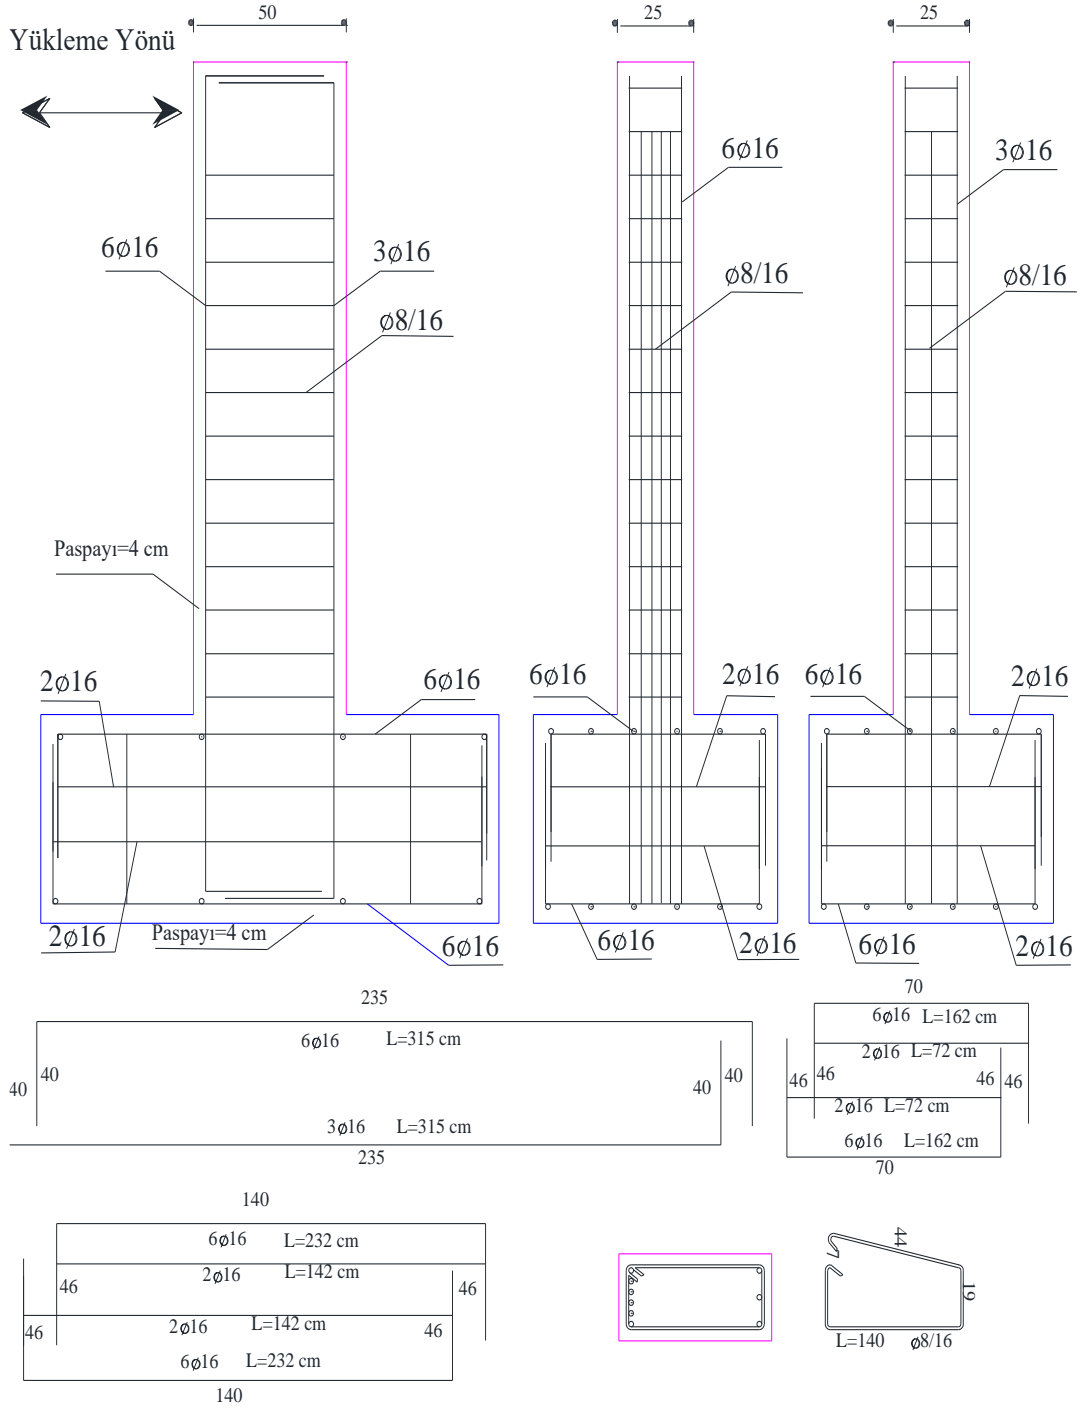 50
25
25
Yükleme Yönü
6ø16
3ø16
6ø16
3ø16
ø8/16
ø8/16
ø8/16
Paspayı=4 cm
2ø16
6ø16
6ø16
2ø16
6ø16
2ø16
2ø16
Paspayı=4 cm
6ø16
6ø16
2ø16
6ø16
2ø16
235
6ø16 L=315 cm
40
40
40
40
3ø16 L=315 cm
235
70
6ø16 L=162 cm
2ø16 L=72 cm
46
46
46
46
2ø16 L=72 cm
6ø16 L=162 cm
70
140
6ø16 L=232 cm
2ø16 L=142 cm
46
46
2ø16 L=142 cm
46
46
6ø16 L=232 cm
140
44
19
L=140 ø8/16